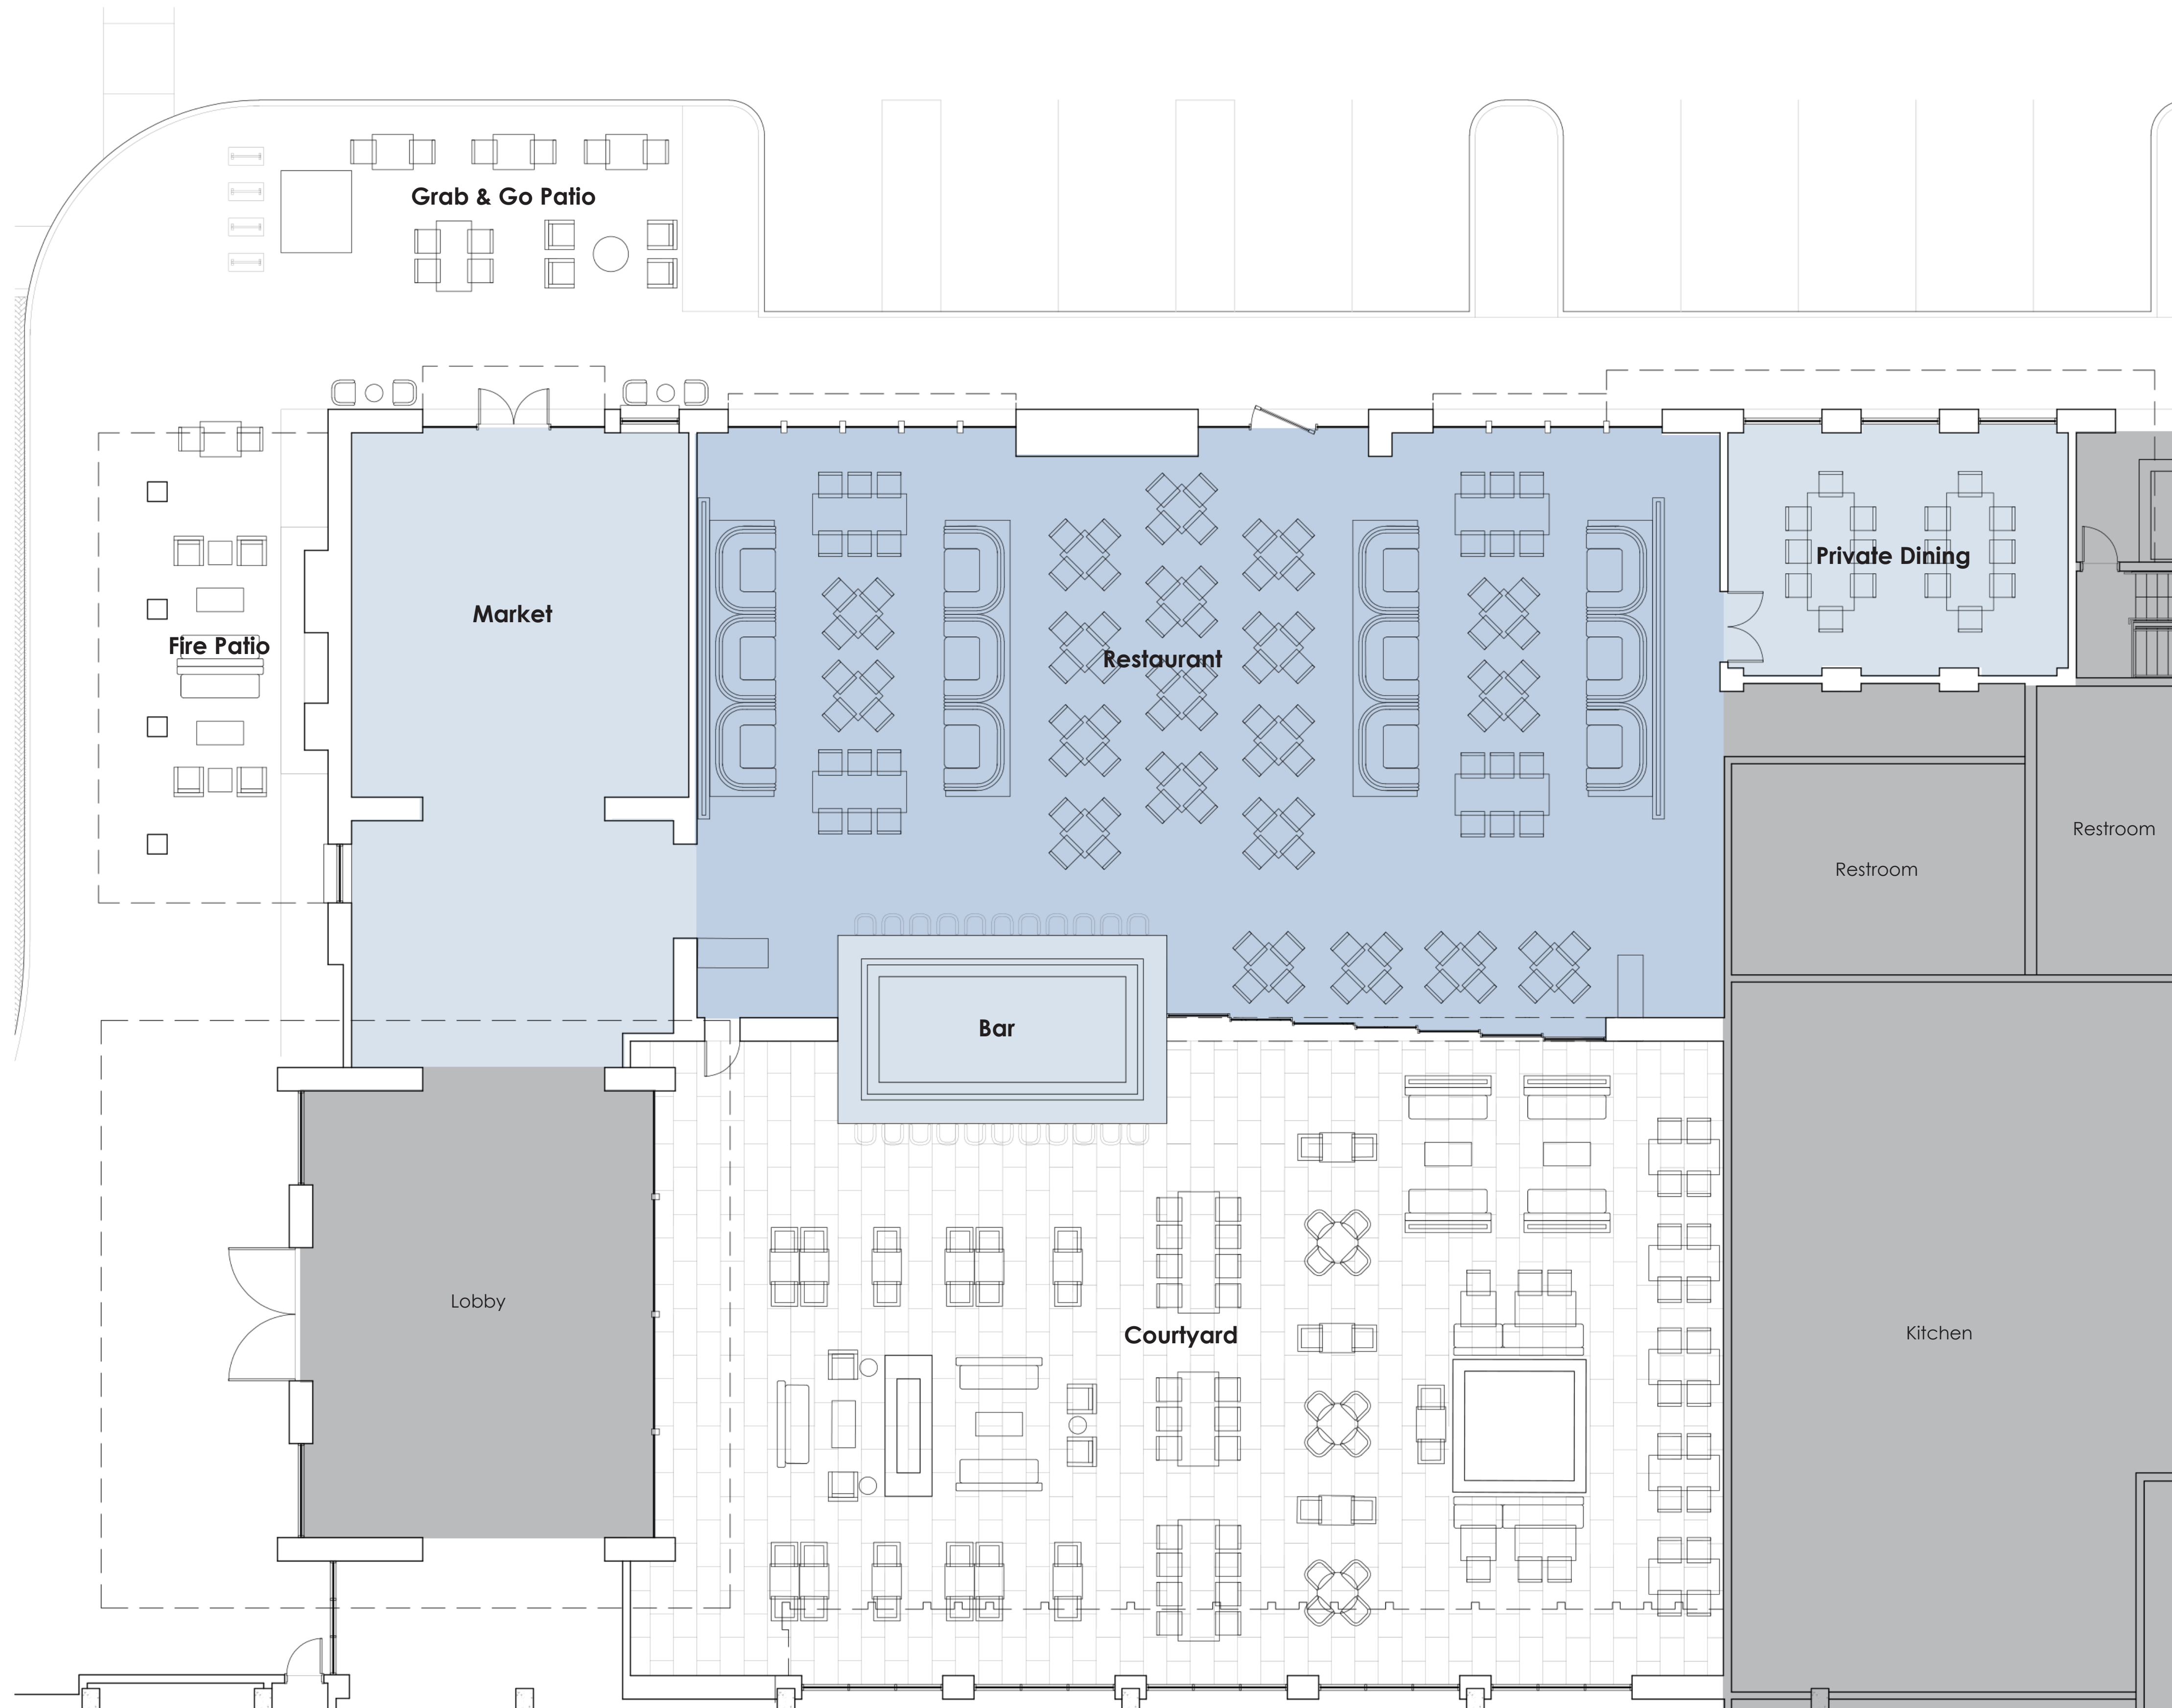 Grab & Go Patio
Private Dining
Market
Fire Patio
Restaurant
Restroom
Restroom
Bar
Lobby
Courtyard
Kitchen